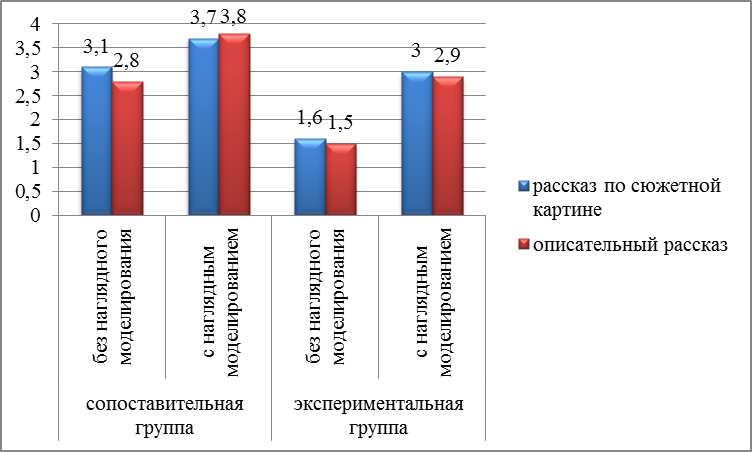 4
3,5
3
2,5
2
1,5
1
0,5
0
3,1
2,8
3,7
3,8
1,6
1,5
3
2,9
без наглядного
моделирования
с наглядным
моделированием
без наглядного
моделирования
с наглядным
моделированием
сопоставительная
группа
экспериментальная
группа
рассказ по сюжетной
картине
описательный рассказ